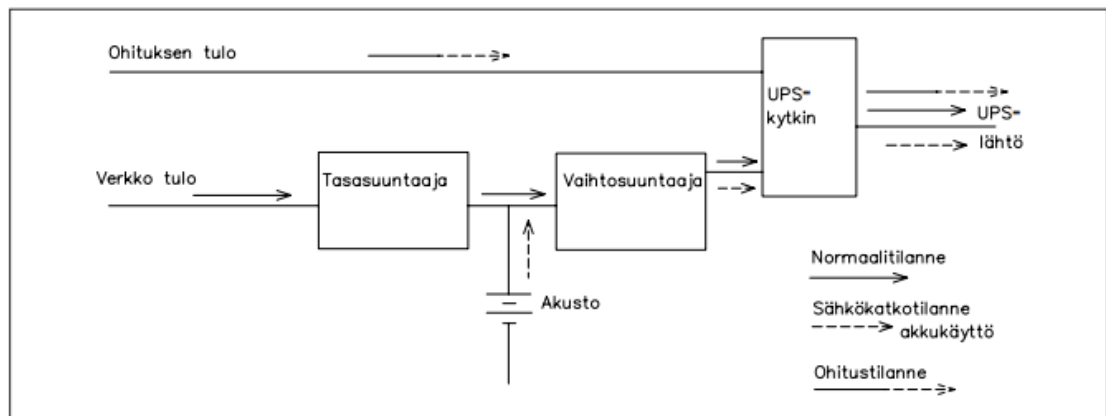 Ohituksen tulo
UPS-
kytkin
UPS-
lähtö
Verkko tulo
Tasasuuntaaja
Vaihtosuuntaaja
Akusto
Normaalitilanne
Sähkökatkotilanne
akkukäyttö
Ohitustilanne